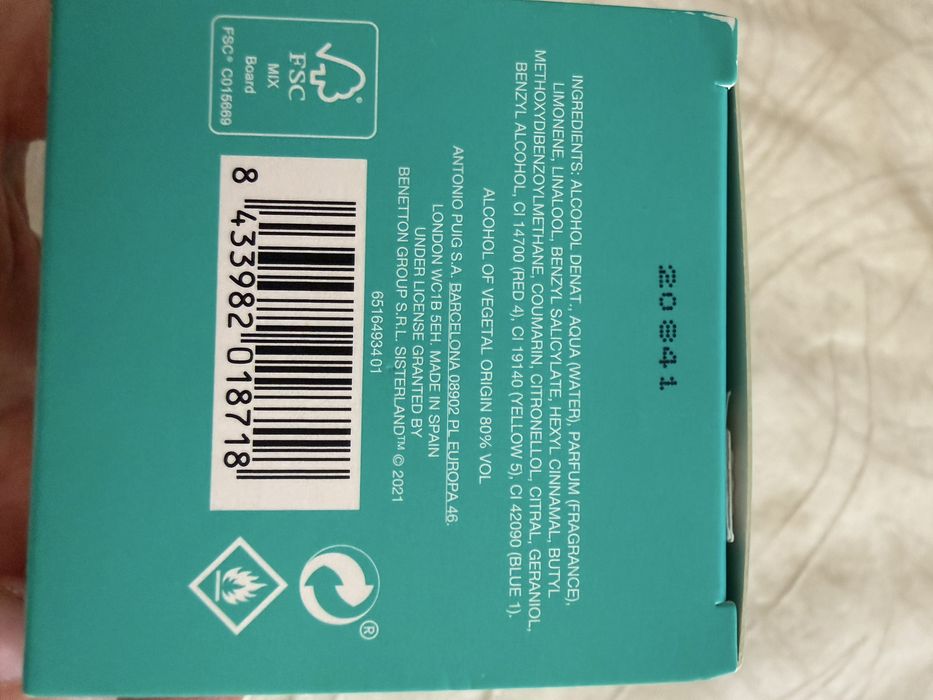 20841
INGREDIENTS: ALCOHOL DENAT., AQUA (WATER), PARFUM (FRAGRANCE),
LIMONENE, LINALOOL, BENZYL SALICYLATE, HEXYL CINNAMAL, BUTYL
METHOXYDIBENZOYLMETHANE, COUMARIN, CITRONELLOL, CITRAL, GERANIOL,
BENZYL ALCOHOL, CI 14700 (RED 4), CI 19140 (YELLOW 5), CI 42090 (BLUE 1).
ALCOHOL OF VEGETAL ORIGIN 80% VOL
ANTONIO PUIG S.A. BARCELONA 08902 PL EUROPA 46.
LONDON WC1B 5EH. MADE IN SPAIN
UNDER LICENSE GRANTED BY
BENETTON GROUP S.R.L. SISTERLAND™ © 2021
65164934 01
®
FSC
MIX
Board
FSC® C015669
8 433982 018718
®